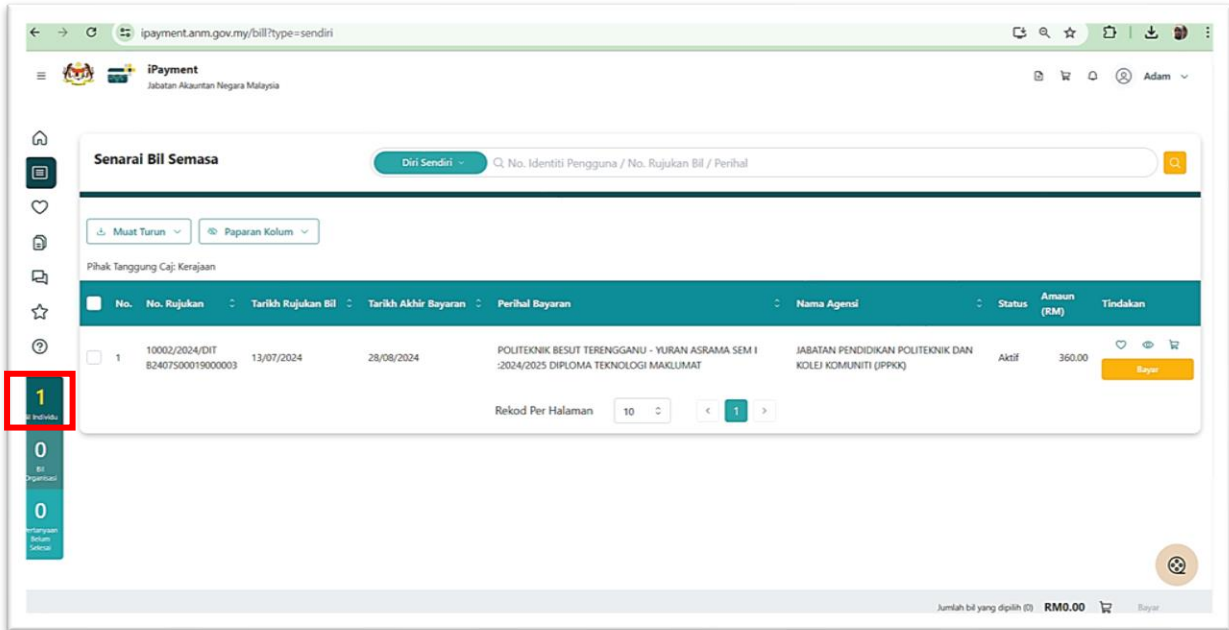 ipayment.anm.gov.my/bill?type=sendiri
iPayment
Jabatan Akauntan Negara Malaysia
Adam
Senarai Bil Semasa
Diri Sendiri
No. Identiti Pengguna / No. Rujukan Bil / Perihal
Muat Turun
Paparan Kolum
Pihak Tanggung Caj: Kerajaan
No. No. Rujukan Tarikh Rujukan Bil Tarikh Akhir Bayaran Perihal Bayaran Nama Agensi Status Amaun (RM) Tindakan
10002/2024/DIT
B2407S00019000003
1 13/07/2024 28/08/2024
POLITEKNIK BESUT TERENGGANU - YURAN ASRAMA SEM I
:2024/2025 DIPLOMA TEKNOLOGI MAKLUMAT
JABATAN PENDIDIKAN POLITEKNIK DAN
KOLEJ KOMUNITI (JPPKK)
Aktif 360.00
Bayar
Rekod Per Halaman 10 1
1
Individu
0
Bil
Organisasi
0
Belum
Selesai
Jumlah bil yang dipilih (0) RM0.00 Bayar